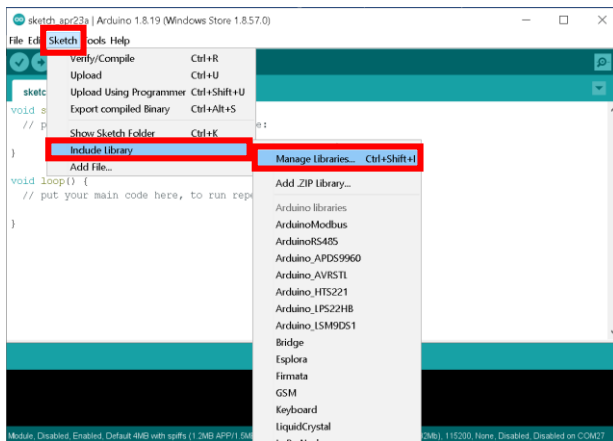 sketch_apr23a | Arduino 1.8.19 (Windows Store 1.8.57.0)
File Edi Sketch Tools Help
Verify/Compile Ctrl+R
Upload Ctrl+U
Upload Using Programmer Ctrl+Shift+U
Export compiled Binary Ctrl+Alt+S
Show Sketch Folder Ctrl+K
Include Library
Add File...
sketc
void s
// p e:
}
void loop() {
// put your main code here, to run repe
}
Manage Libraries... Ctrl+Shift+I
Add .ZIP Library...
Arduino libraries
ArduinoModbus
ArduinoRS485
Arduino_APDS9960
Arduino_AVRSTL
Arduino_HTS221
Arduino_LPS22HB
Arduino_LSM9DS1
Bridge
Esplora
Firmata
GSM
Keyboard
LiquidCrystal
Module, Disabled, Enabled, Default 4MB with spiffs (1.2MB APP/1.5M 2Mb), 115200, None, Disabled, Disabled on COM27